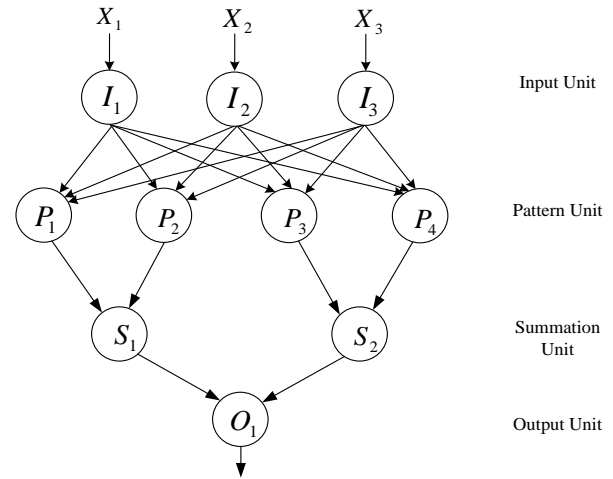 X1 X2 X3
I1 I2 I3 Input Unit
P1 P2 P3 P4 Pattern Unit
S1 S2 Summation
Unit
O1 Output Unit